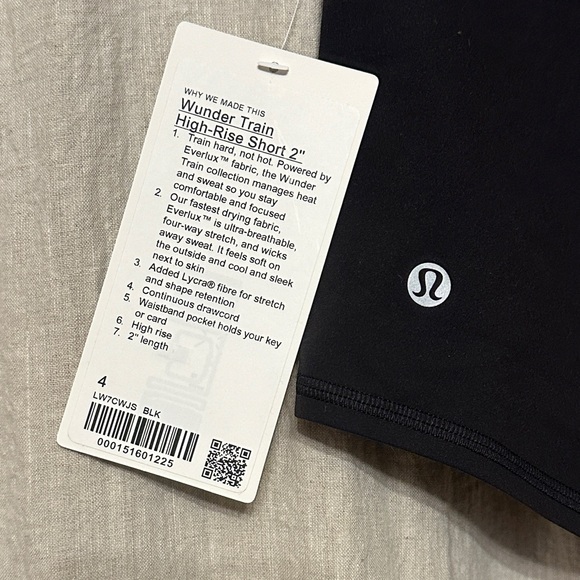 WHY WE MADE THIS
Wunder Train
High-Rise Short 2"
1. Train hard, not hot. Powered by
Everlux™ fabric, the Wunder
Train collection manages heat
and sweat so you stay
comfortable and focused
2. Our fastest drying fabric,
Everlux™ is ultra-breathable,
four-way stretch, and wicks
away sweat. It feels soft on
the outside and cool and sleek
next to skin
3. Added Lycra® fibre for stretch
and shape retention
4. Continuous drawcord
5. Waistband pocket holds your key
or card
6. High rise
7. 2" length
4
LW7CWJS BLK
000151601225